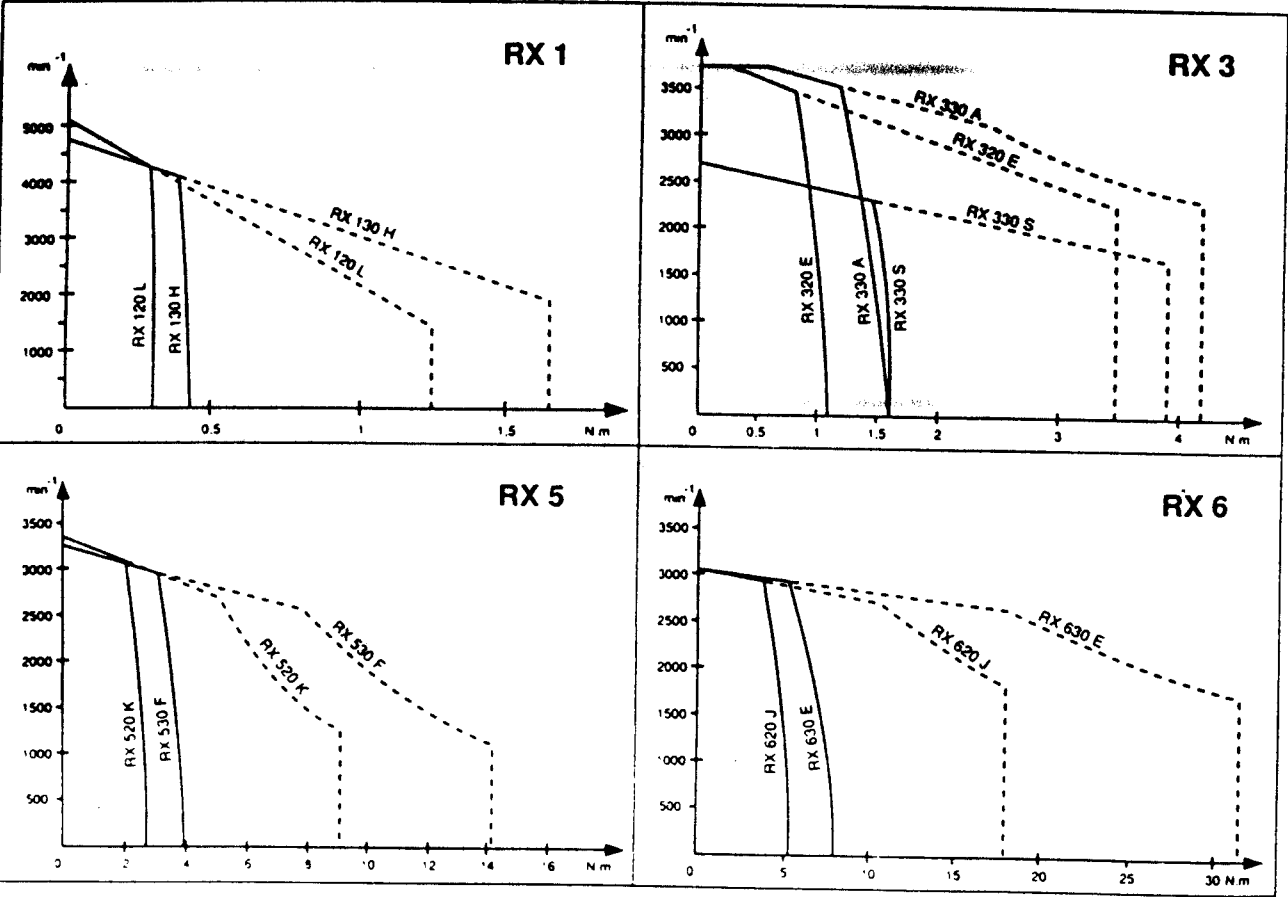 min⁻¹
RX 1
5000
4000
3000
2000
1000
RX 130 H
RX 120 L
RX 120 L
RX 130 H
0
0.5
1
1.5
N m
min⁻¹
RX 3
3500
3000
2500
2000
1500
1000
500
RX 330 A
RX 320 E
RX 330 S
RX 320 E
RX 330 A
RX 330 S
0
0.5
1
1.5
2
3
4
N m
min⁻¹
RX 5
3500
3000
2500
2000
1500
1000
500
RX 530 F
RX 520 K
RX 520 K
RX 530 F
0
2
4
6
8
10
12
14
16
N m
min⁻¹
RX 6
3500
3000
2500
2000
1500
1000
500
RX 630 E
RX 620 J
RX 620 J
RX 630 E
0
5
10
15
20
25
30 N.m